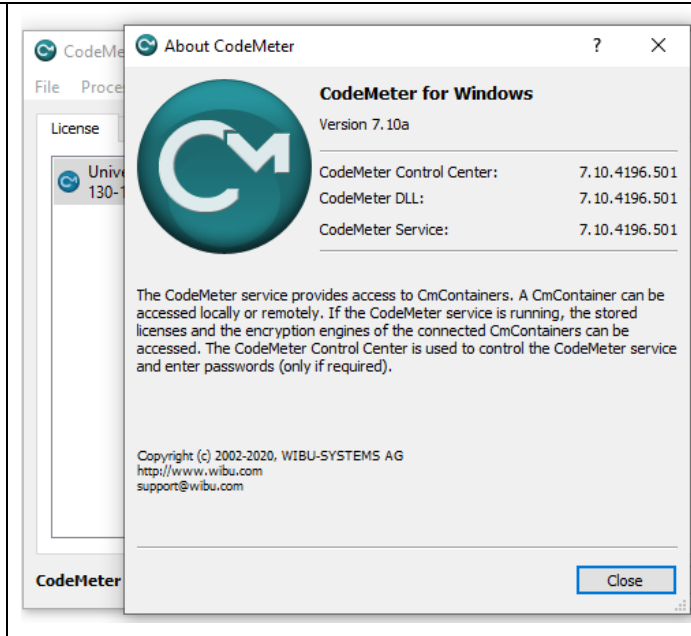 CodeMe
File Proce
License
Unive
130-1
CodeMeter
About CodeMeter ?
CM
CodeMeter for Windows
Version 7.10a
CodeMeter Control Center: 7.10.4196.501
CodeMeter DLL: 7.10.4196.501
CodeMeter Service: 7.10.4196.501
The CodeMeter service provides access to CmContainers. A CmContainer can be
accessed locally or remotely. If the CodeMeter service is running, the stored
licenses and the encryption engines of the connected CmContainers can be
accessed. The CodeMeter Control Center is used to control the CodeMeter service
and enter passwords (only if required).
Copyright (c) 2002-2020, WIBU-SYSTEMS AG
http://www.wibu.com
support@wibu.com
Close